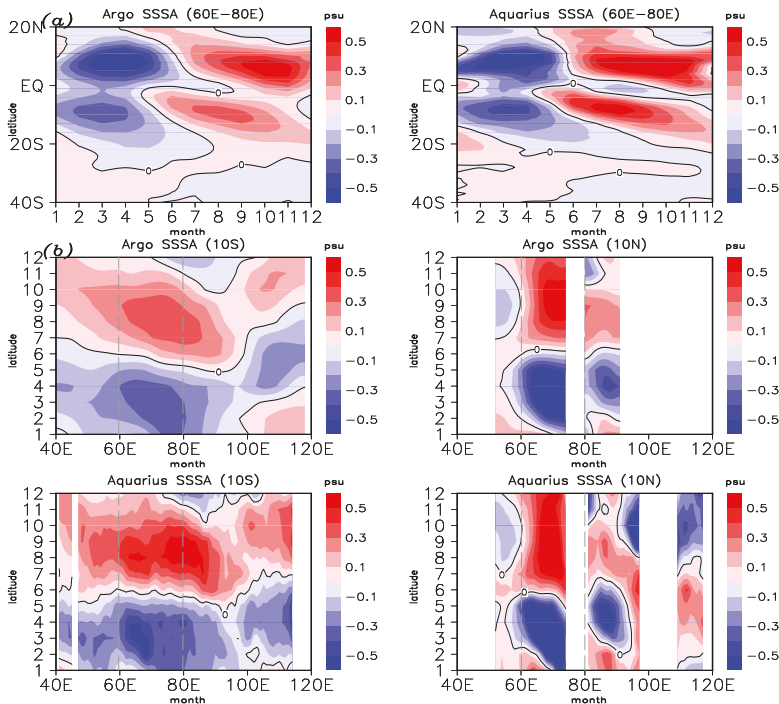 (a)
Argo SSSA (60E−80E)
psu
20N
EQ
20S
40S
latitude
0
0
0
1 2 3 4 5 6 7 8 9 10 11 12
month
0.5
0.3
0.1
−0.1
−0.3
−0.5
Aquarius SSSA (60E−80E)
psu
20N
EQ
20S
40S
latitude
0
0
0
1 2 3 4 5 6 7 8 9 10 11 12
month
0.5
0.3
0.1
−0.1
−0.3
−0.5
(b)
Argo SSSA (10S)
psu
12
11
10
9
8
7
6
5
4
3
2
1
latitude
0
40E 60E 80E 100E 120E
month
0.5
0.3
0.1
−0.1
−0.3
−0.5
Argo SSSA (10N)
psu
12
11
10
9
8
7
6
5
4
3
2
1
latitude
0
40E 60E 80E 100E 120E
month
0.5
0.3
0.1
−0.1
−0.3
−0.5
Aquarius SSSA (10S)
psu
12
11
10
9
8
7
6
5
4
3
2
1
latitude
0
40E 60E 80E 100E 120E
month
0.5
0.3
0.1
−0.1
−0.3
−0.5
Aquarius SSSA (10N)
psu
12
11
10
9
8
7
6
5
4
3
2
1
latitude
0
0
0
0
40E 60E 80E 100E 120E
month
0.5
0.3
0.1
−0.1
−0.3
−0.5